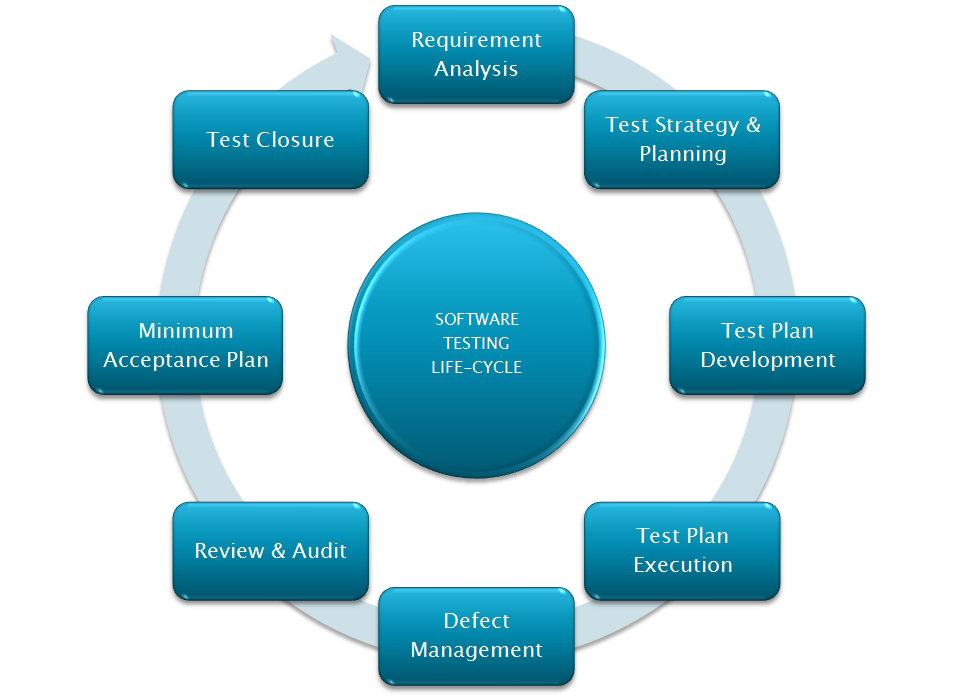 Requirement
Analysis
Test Strategy &
Planning
Test Plan
Development
Test Plan
Execution
Defect
Management
Review & Audit
Minimum
Acceptance Plan
Test Closure
SOFTWARE
TESTING
LIFE-CYCLE